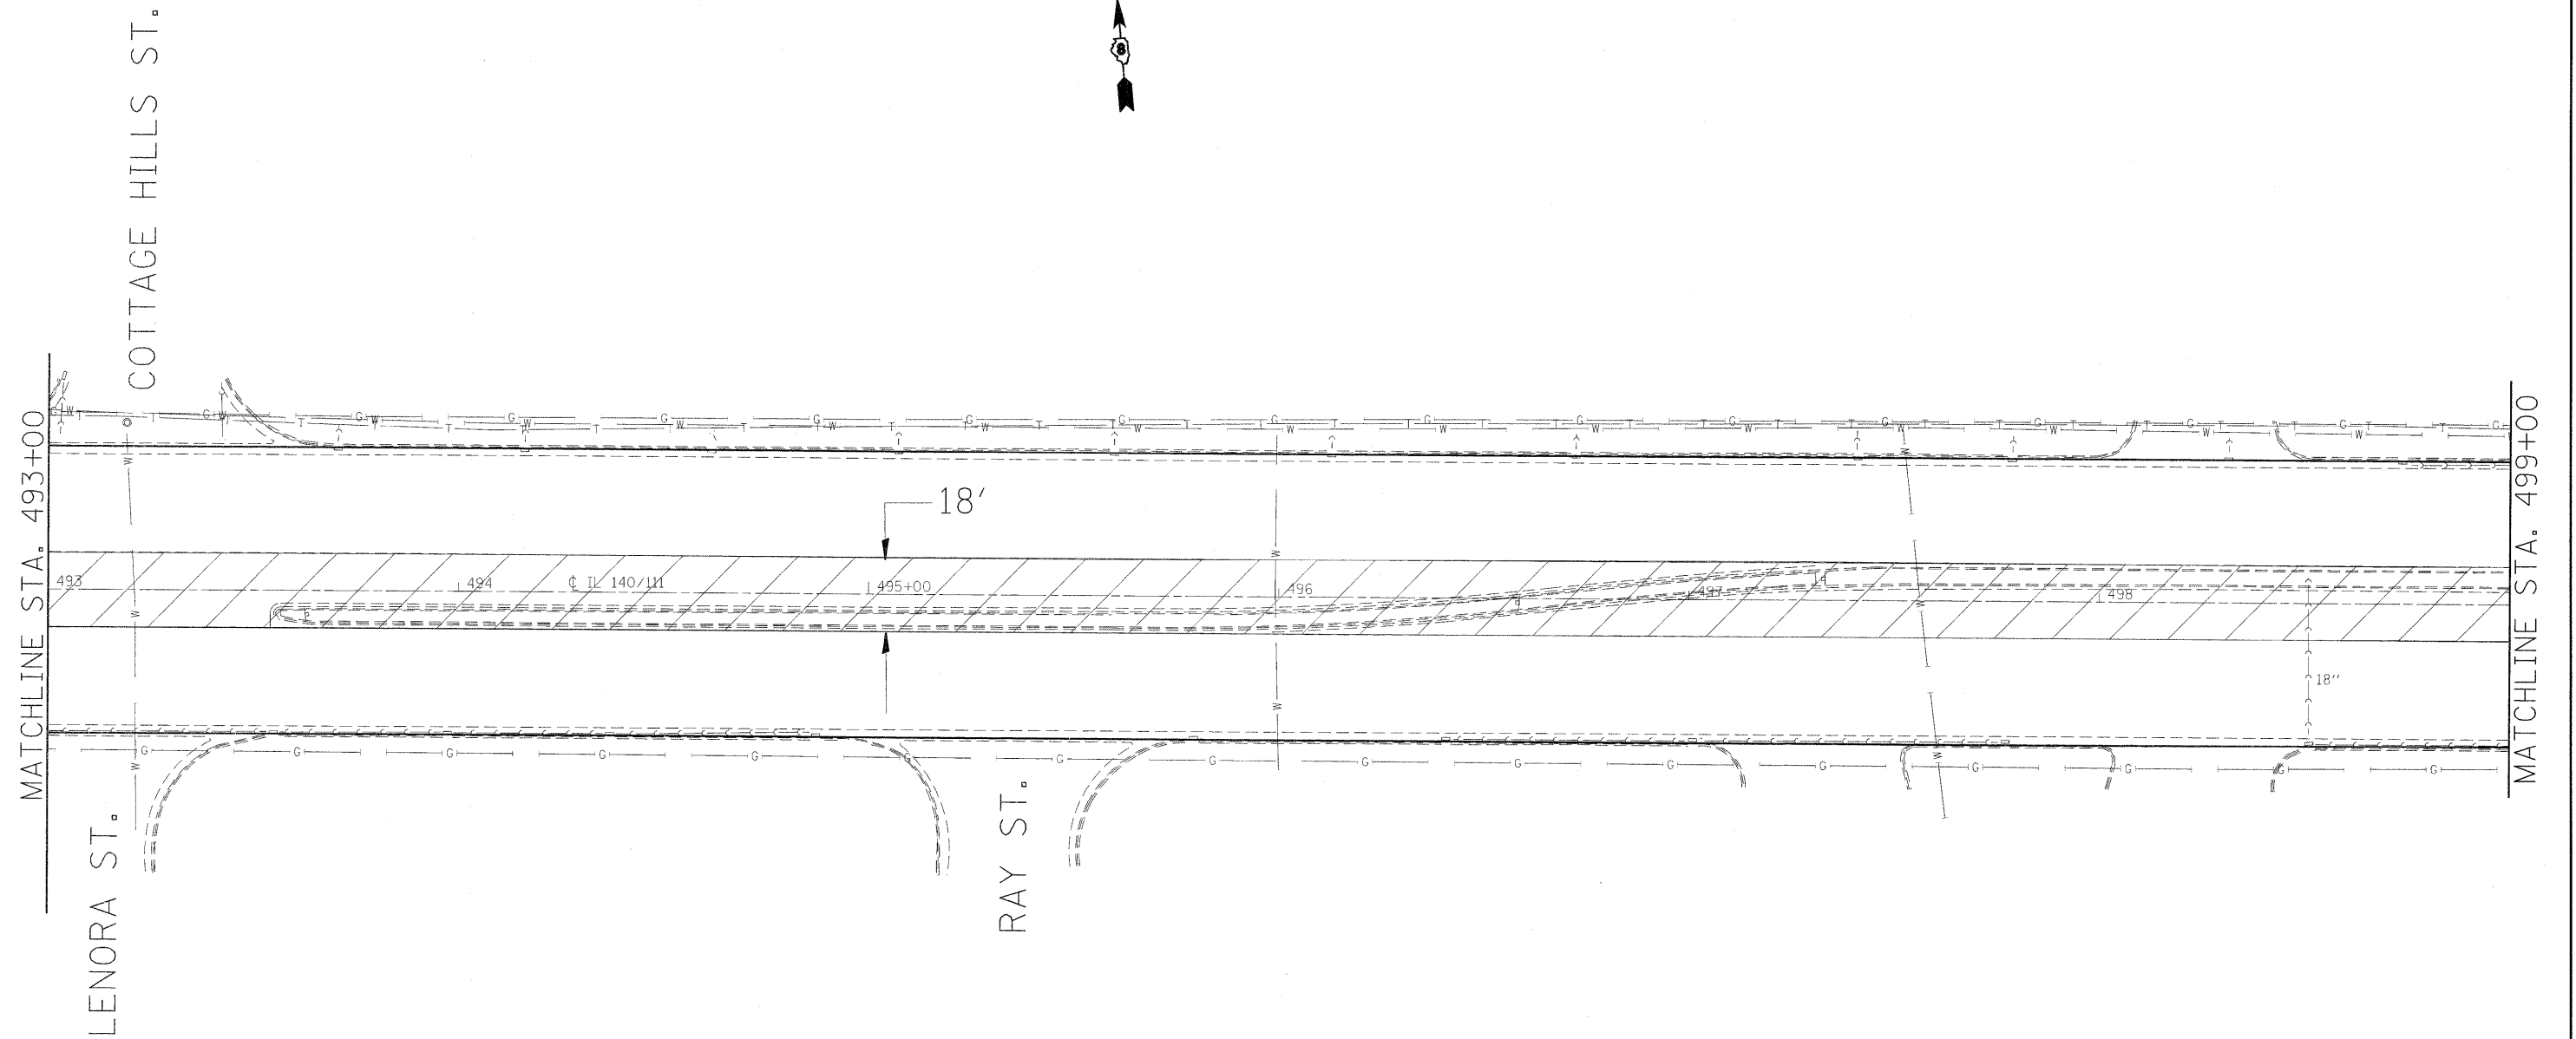 COTTAGE HILLS ST.
8
MATCHLINE STA. 493+00
MATCHLINE STA. 499+00
G W T G W T G W T G W T G W T G W T G W T G W T G W T G W T G W T G W T G W T G W T G W T G
18'
493
494
℄ IL 140/111
495+00
496
497
498
W
W
W
W
W
W
W
W
W
18"
G G G G G G G G G G G G G G G G
LENORA ST.
RAY ST.